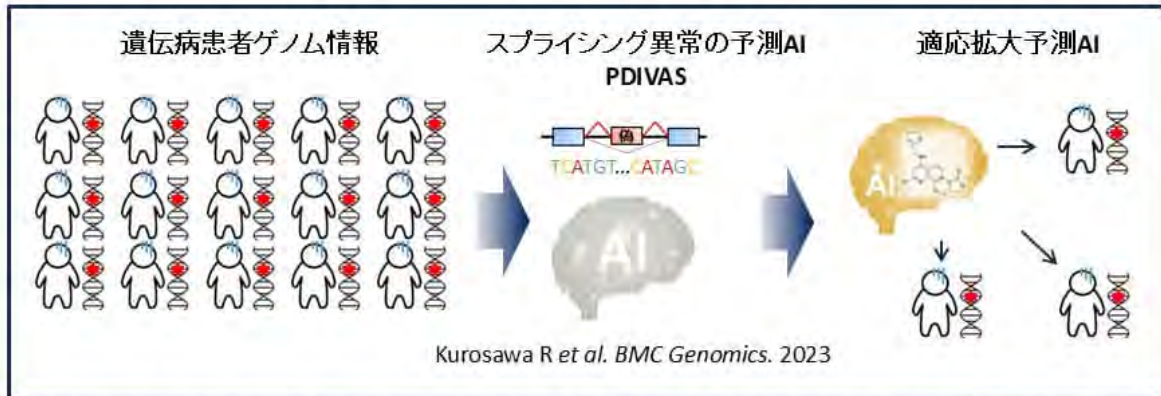 遺伝病患者ゲノム情報
スプライシング異常の予測AI
PDIVAS
適応拡大予測AI
偽
TCATGT...CATAGC
AI
AI
Kurosawa R et al. BMC Genomics. 2023